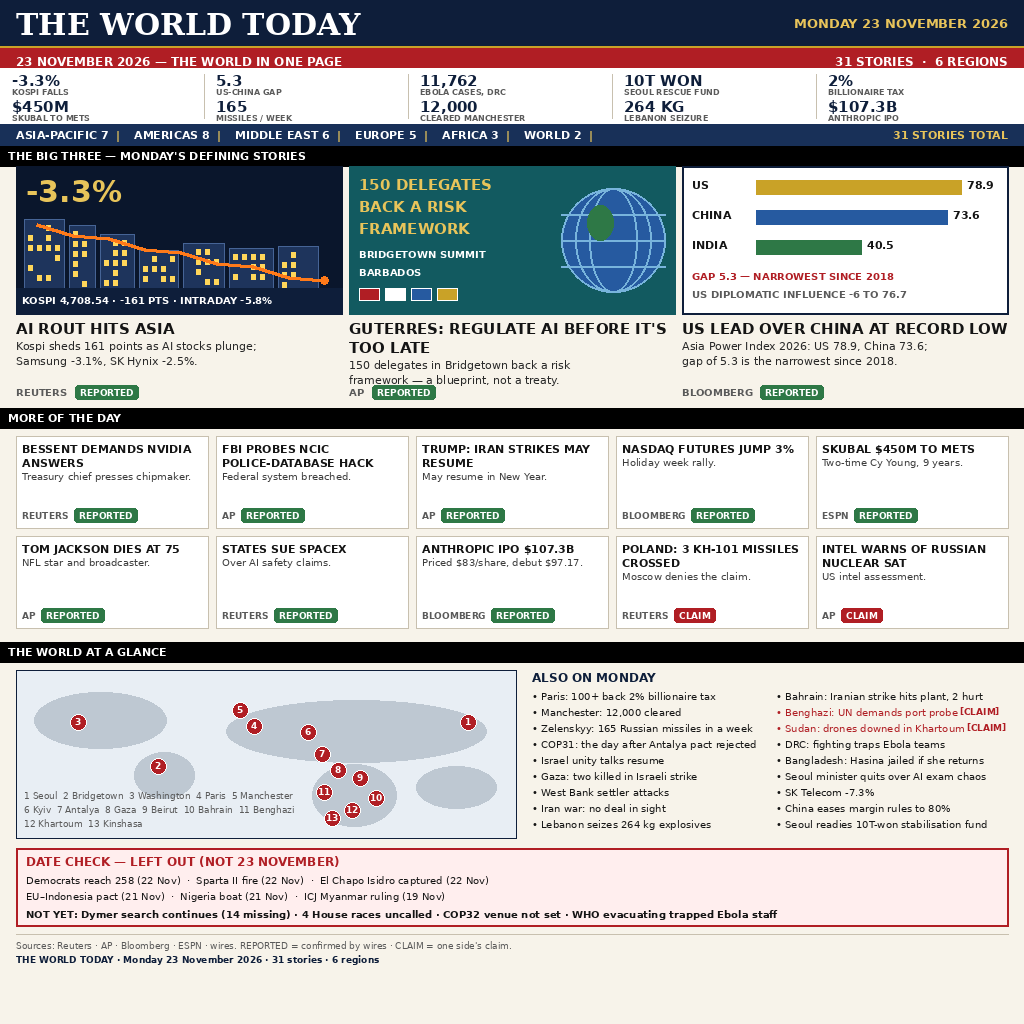 THE WORLD TODAY
MONDAY 23 NOVEMBER 2026
23 NOVEMBER 2026 — THE WORLD IN ONE PAGE
31 STORIES · 6 REGIONS
-3.3%
KOSPI FALLS
5.3
US-CHINA GAP
11,762
EBOLA CASES, DRC
10T WON
SEOUL RESCUE FUND
2%
BILLIONAIRE TAX
$450M
SKUBAL TO METS
165
MISSILES / WEEK
12,000
CLEARED MANCHESTER
264 KG
LEBANON SEIZURE
$107.3B
ANTHROPIC IPO
ASIA-PACIFIC 7 | AMERICAS 8 | MIDDLE EAST 6 | EUROPE 5 | AFRICA 3 | WORLD 2 |
31 STORIES TOTAL
THE BIG THREE — MONDAY'S DEFINING STORIES
-3.3%
KOSPI 4,708.54 · -161 PTS · INTRADAY -5.8%
AI ROUT HITS ASIA
Kospi sheds 161 points as AI stocks plunge;
Samsung -3.1%, SK Hynix -2.5%.
REUTERS REPORTED
150 DELEGATES
BACK A RISK
FRAMEWORK
BRIDGETOWN SUMMIT
BARBADOS
GUTERRES: REGULATE AI BEFORE IT'S
TOO LATE
150 delegates in Bridgetown back a risk
framework — a blueprint, not a treaty.
AP REPORTED
US 78.9
CHINA 73.6
INDIA 40.5
GAP 5.3 — NARROWEST SINCE 2018
US DIPLOMATIC INFLUENCE -6 TO 76.7
US LEAD OVER CHINA AT RECORD LOW
Asia Power Index 2026: US 78.9, China 73.6;
gap of 5.3 is the narrowest since 2018.
BLOOMBERG REPORTED
MORE OF THE DAY
BESSENT DEMANDS NVIDIA
ANSWERS
Treasury chief presses chipmaker.
REUTERS REPORTED
FBI PROBES NCIC
POLICE-DATABASE HACK
Federal system breached.
AP REPORTED
TRUMP: IRAN STRIKES MAY
RESUME
May resume in New Year.
AP REPORTED
NASDAQ FUTURES JUMP 3%
Holiday week rally.
BLOOMBERG REPORTED
SKUBAL $450M TO METS
Two-time Cy Young, 9 years.
ESPN REPORTED
TOM JACKSON DIES AT 75
NFL star and broadcaster.
AP REPORTED
STATES SUE SPACEX
Over AI safety claims.
REUTERS REPORTED
ANTHROPIC IPO $107.3B
Priced $83/share, debut $97.17.
BLOOMBERG REPORTED
POLAND: 3 KH-101 MISSILES
CROSSED
Moscow denies the claim.
REUTERS CLAIM
INTEL WARNS OF RUSSIAN
NUCLEAR SAT
US intel assessment.
AP CLAIM
THE WORLD AT A GLANCE
5
3
4
1
6
7
2
8
9
11
10
12
13
1 Seoul 2 Bridgetown 3 Washington 4 Paris 5 Manchester
6 Kyiv 7 Antalya 8 Gaza 9 Beirut 10 Bahrain 11 Benghazi
12 Khartoum 13 Kinshasa
ALSO ON MONDAY
• Paris: 100+ back 2% billionaire tax
• Manchester: 12,000 cleared
• Zelenskyy: 165 Russian missiles in a week
• COP31: the day after Antalya pact rejected
• Israel unity talks resume
• Gaza: two killed in Israeli strike
• West Bank settler attacks
• Iran war: no deal in sight
• Lebanon seizes 264 kg explosives
• Bahrain: Iranian strike hits plant, 2 hurt
• Benghazi: UN demands port probe [CLAIM]
• Sudan: drones downed in Khartoum [CLAIM]
• DRC: fighting traps Ebola teams
• Bangladesh: Hasina jailed if she returns
• Seoul minister quits over AI exam chaos
• SK Telecom -7.3%
• China eases margin rules to 80%
• Seoul readies 10T-won stabilisation fund
DATE CHECK — LEFT OUT (NOT 23 NOVEMBER)
Democrats reach 258 (22 Nov) · Sparta II fire (22 Nov) · El Chapo Isidro captured (22 Nov)
EU–Indonesia pact (21 Nov) · Nigeria boat (21 Nov) · ICJ Myanmar ruling (19 Nov)
NOT YET: Dymer search continues (14 missing) · 4 House races uncalled · COP32 venue not set · WHO evacuating trapped Ebola staff
Sources: Reuters · AP · Bloomberg · ESPN · wires. REPORTED = confirmed by wires · CLAIM = one side's claim.
THE WORLD TODAY · Monday 23 November 2026 · 31 stories · 6 regions